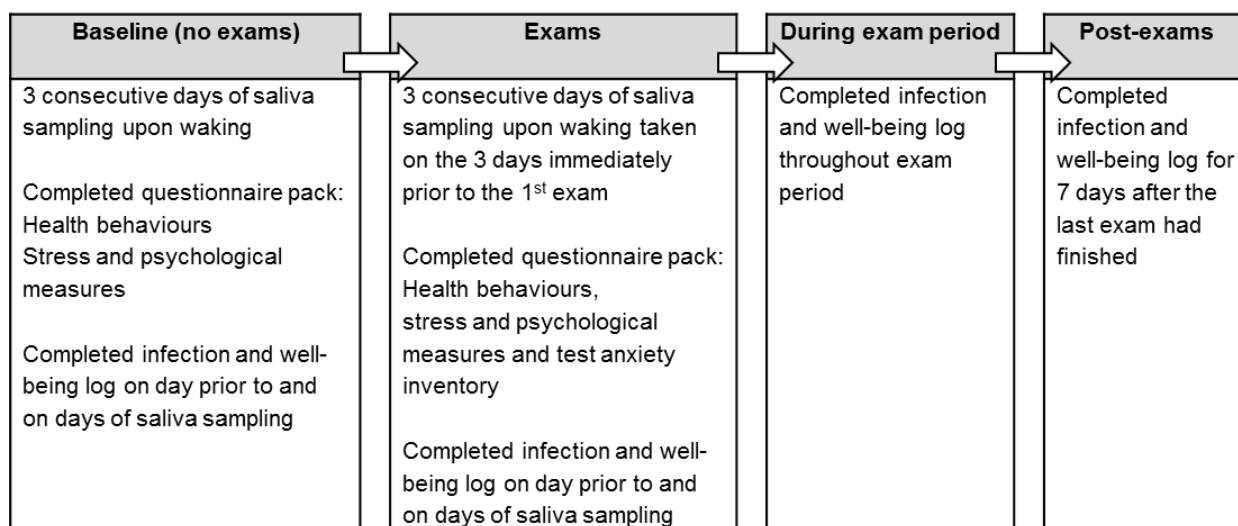 Baseline (no exams)
3 consecutive days of saliva
sampling upon waking
Completed questionnaire pack:
Health behaviours
Stress and psychological
measures
Completed infection and well-
being log on day prior to and
on days of saliva sampling
Exams
3 consecutive days of saliva
sampling upon waking taken
on the 3 days immediately
prior to the 1st exam
Completed questionnaire pack:
Health behaviours,
stress and psychological
measures and test anxiety
inventory
Completed infection and well-
being log on day prior to and
on days of saliva sampling
During exam period
Completed infection
and well-being log
throughout exam
period
Post-exams
Completed
infection and
well-being log for
7 days after the
last exam had
finished